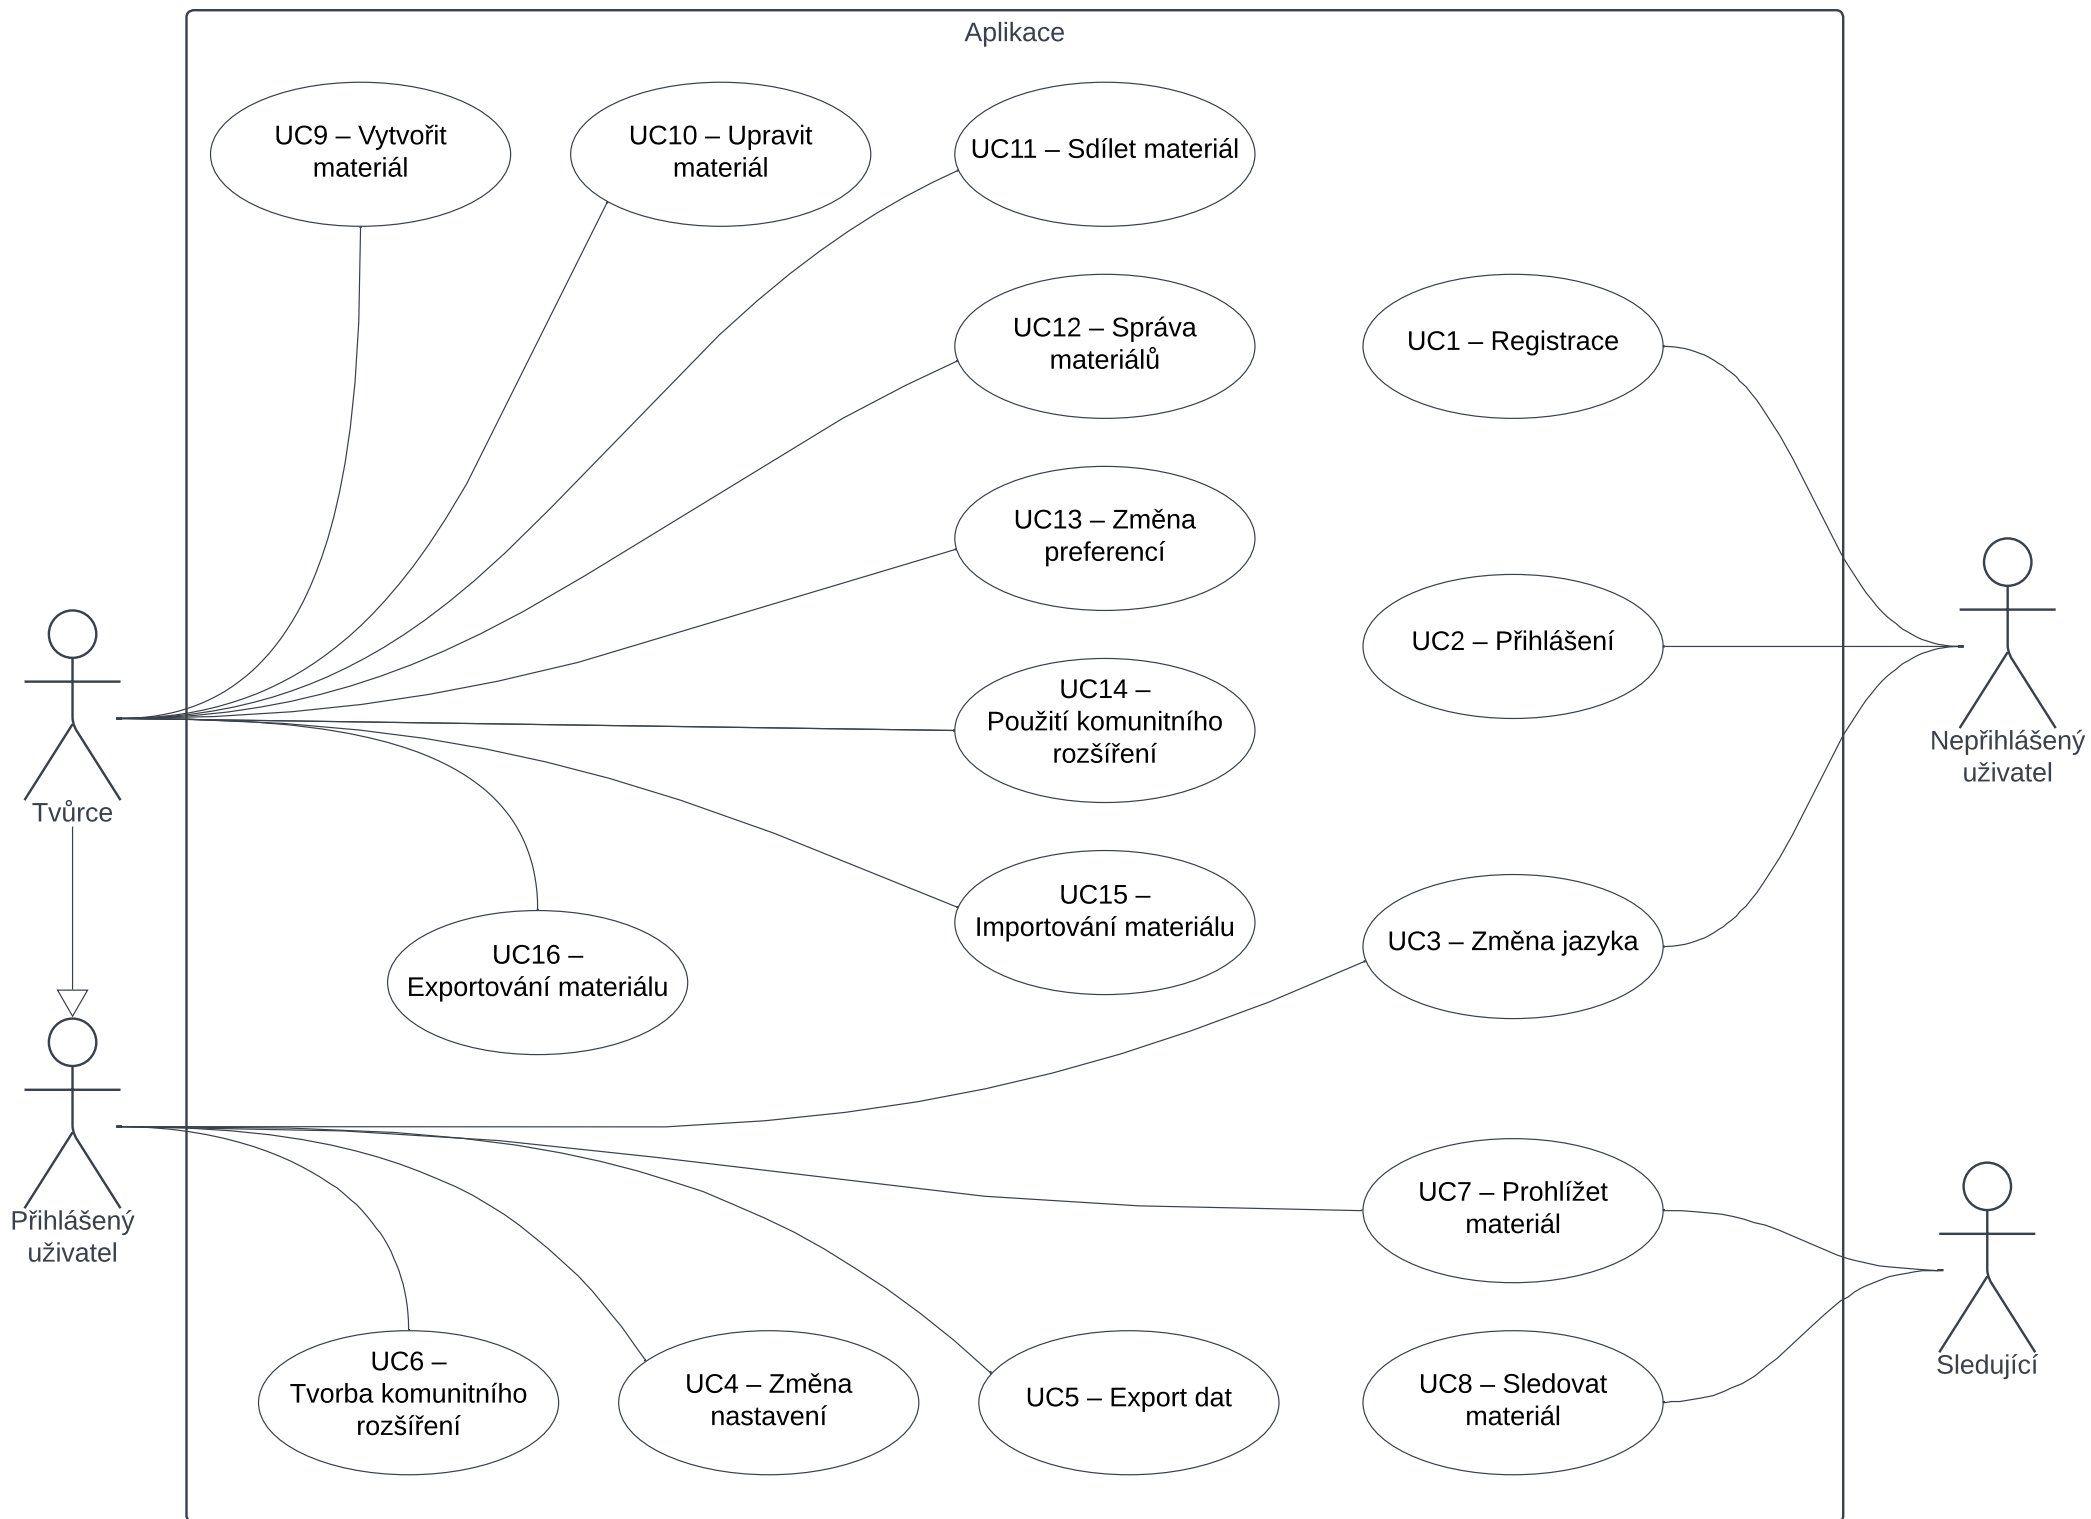 Aplikace
UC9 – Vytvořit
materiál
UC10 – Upravit
materiál
UC11 – Sdílet materiál
UC12 – Správa
materiálů
UC1 – Registrace
UC13 – Změna
preferencí
UC2 – Přihlášení
UC14 –
Použití komunitního
rozšíření
Nepřihlášený
uživatel
Tvůrce
UC15 –
Importování materiálu
UC3 – Změna jazyka
UC16 –
Exportování materiálu
Přihlášený
uživatel
UC7 – Prohlížet
materiál
Sledující
UC6 –
Tvorba komunitního
rozšíření
UC4 – Změna
nastavení
UC5 – Export dat
UC8 – Sledovat
materiál